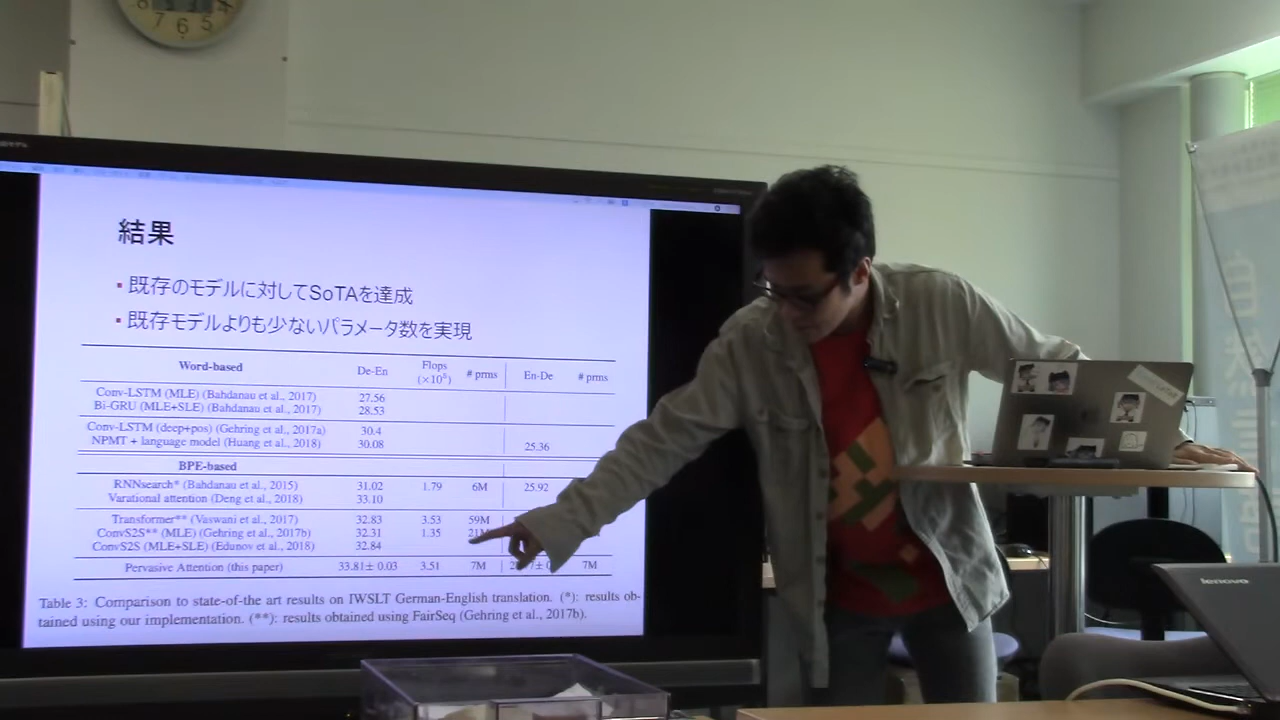 7 6 5
結果
・既存のモデルに対してSoTAを達成
・既存モデルよりも少ないパラメータ数を実現
Word-based De-En Flops (×10⁵) # prms En-De # prms
Conv-LSTM (MLE) (Bahdanau et al., 2017) 27.56
Bi-GRU (MLE+SLE) (Bahdanau et al., 2017) 28.53
Conv-LSTM (deep+pos) (Gehring et al., 2017a) 30.4
NPMT + language model (Huang et al., 2018) 30.08 25.36
BPE-based
RNNsearch* (Bahdanau et al., 2015) 31.02 1.79 6M 25.92
Varational attention (Deng et al., 2018) 33.10
Transformer** (Vaswani et al., 2017) 32.83 3.53 59M
ConvS2S** (MLE) (Gehring et al., 2017b) 32.31 1.35 21M
ConvS2S (MLE+SLE) (Edunov et al., 2018) 32.84
Pervasive Attention (this paper) 33.81± 0.03 3.51 7M 7M
Table 3: Comparison to state-of-the art results on IWSLT German-English translation. (*): results ob-
tained using our implementation. (**): results obtained using FairSeq (Gehring et al., 2017b).
lenovo